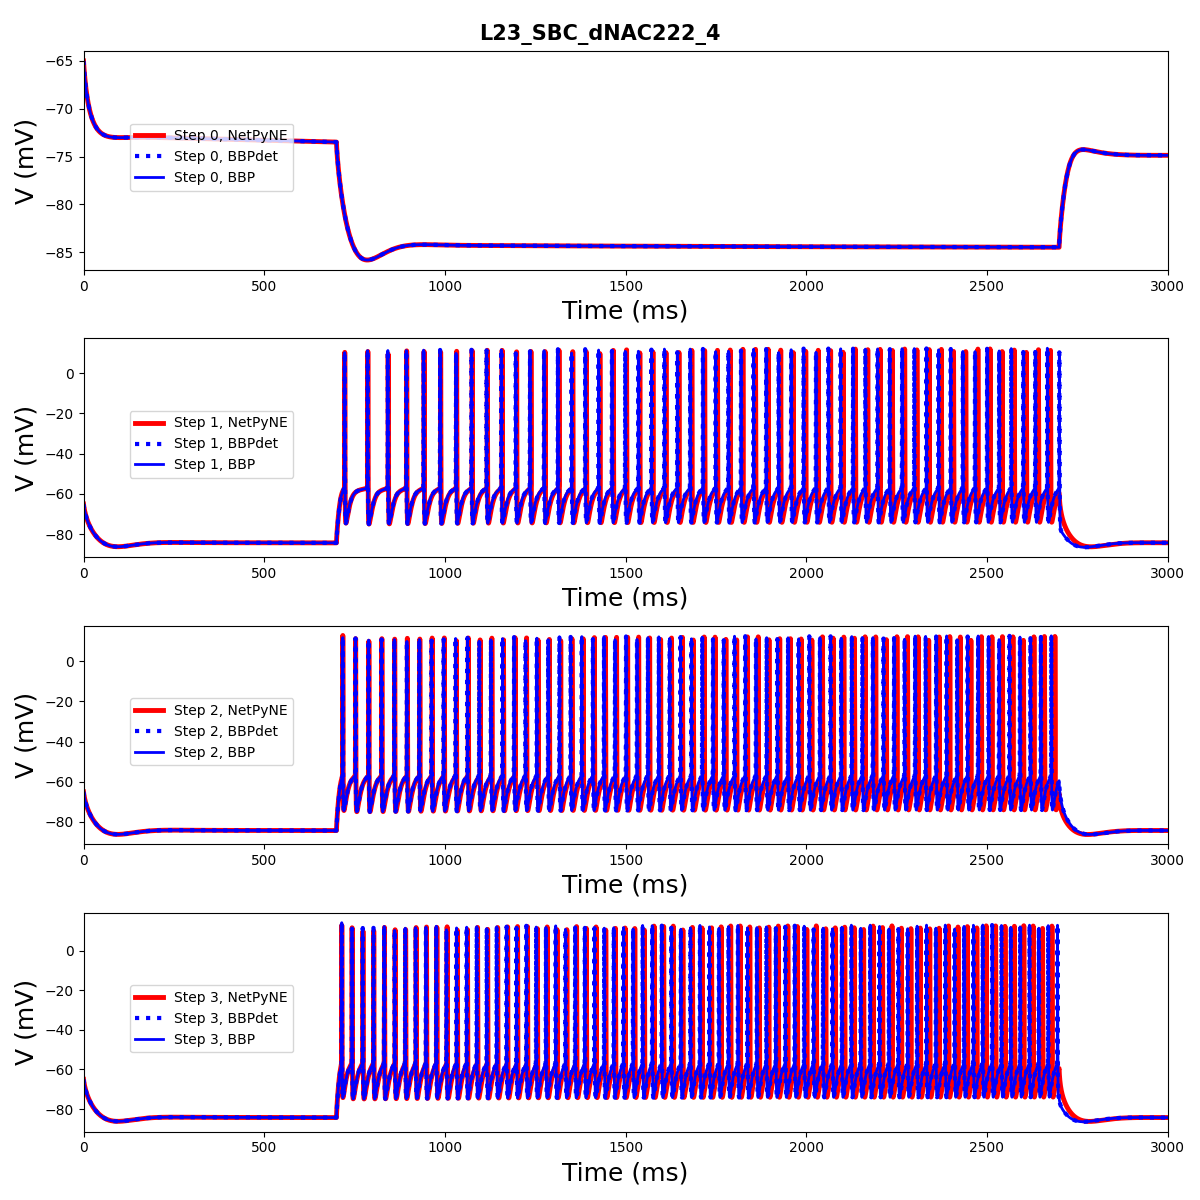 L23_SBC_dNAC222_4
−65
−70
−75
−80
−85
V (mV)
Step 0, NetPyNE
Step 0, BBPdet
Step 0, BBP
0 500 1000 1500 2000 2500 3000
Time (ms)
0
−20
−40
−60
−80
V (mV)
Step 1, NetPyNE
Step 1, BBPdet
Step 1, BBP
0 500 1000 1500 2000 2500 3000
Time (ms)
0
−20
−40
−60
−80
V (mV)
Step 2, NetPyNE
Step 2, BBPdet
Step 2, BBP
0 500 1000 1500 2000 2500 3000
Time (ms)
0
−20
−40
−60
−80
V (mV)
Step 3, NetPyNE
Step 3, BBPdet
Step 3, BBP
0 500 1000 1500 2000 2500 3000
Time (ms)